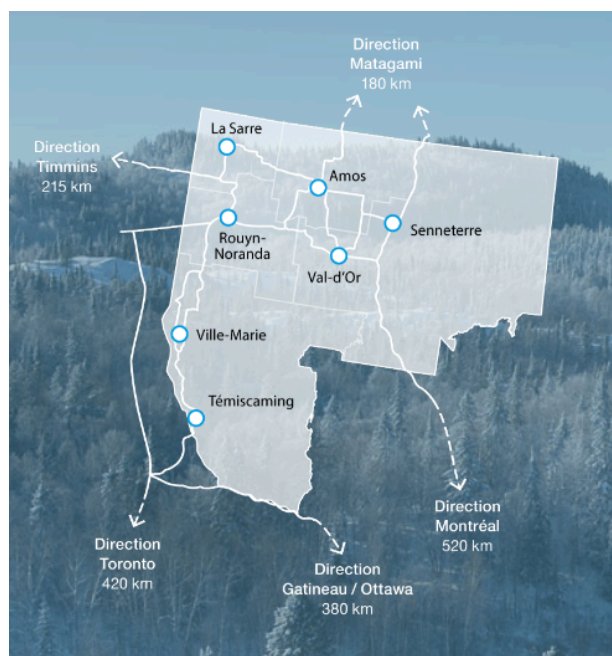 Direction
Matagami
180 km
La Sarre
Direction
Timmins
215 km
Amos
Rouyn-
Noranda
Senneterre
Val-d'Or
Ville-Marie
Témiscaming
Direction
Montréal
520 km
Direction
Toronto
420 km
Direction
Gatineau / Ottawa
380 km